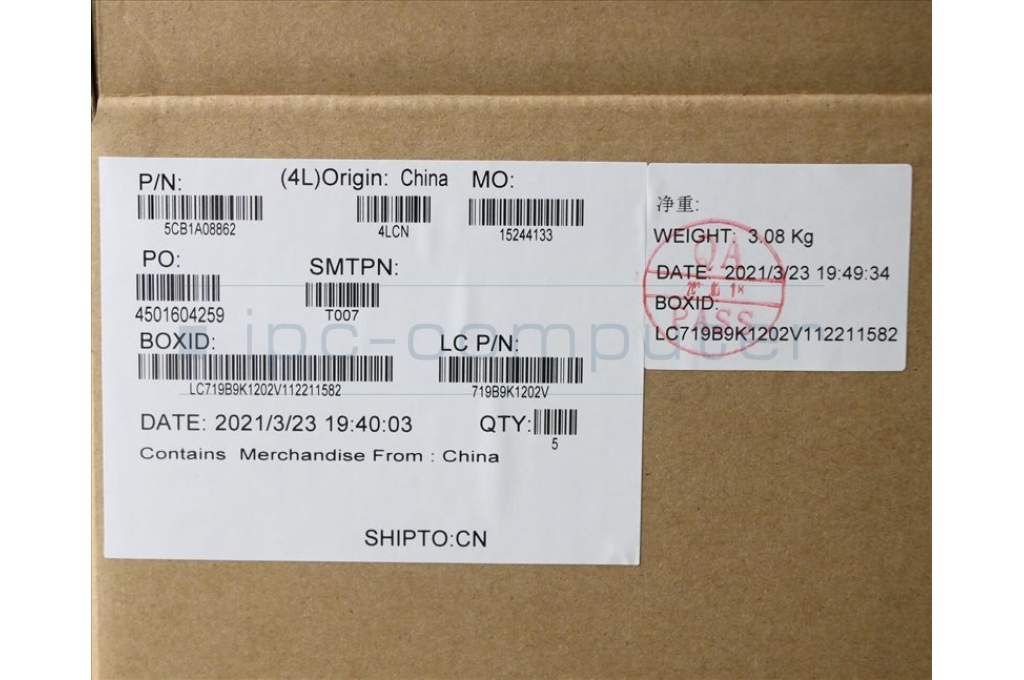 P/N:
(4L)Origin: China
MO:
5CB1A08862
4LCN
15244133
PO:
SMTPN:
4501604259
T007
BOXID:
LC P/N:
LC719B9K1202V112211582
719B9K1202V
DATE: 2021/3/23 19:40:03
QTY:
5
Contains Merchandise From : China
SHIPTO:CN
净重:
WEIGHT: 3.08 Kg
DATE: 2021/3/23 19:49:34
BOXID:
LC719B9K1202V112211582
QA
PASS
ipc-computer